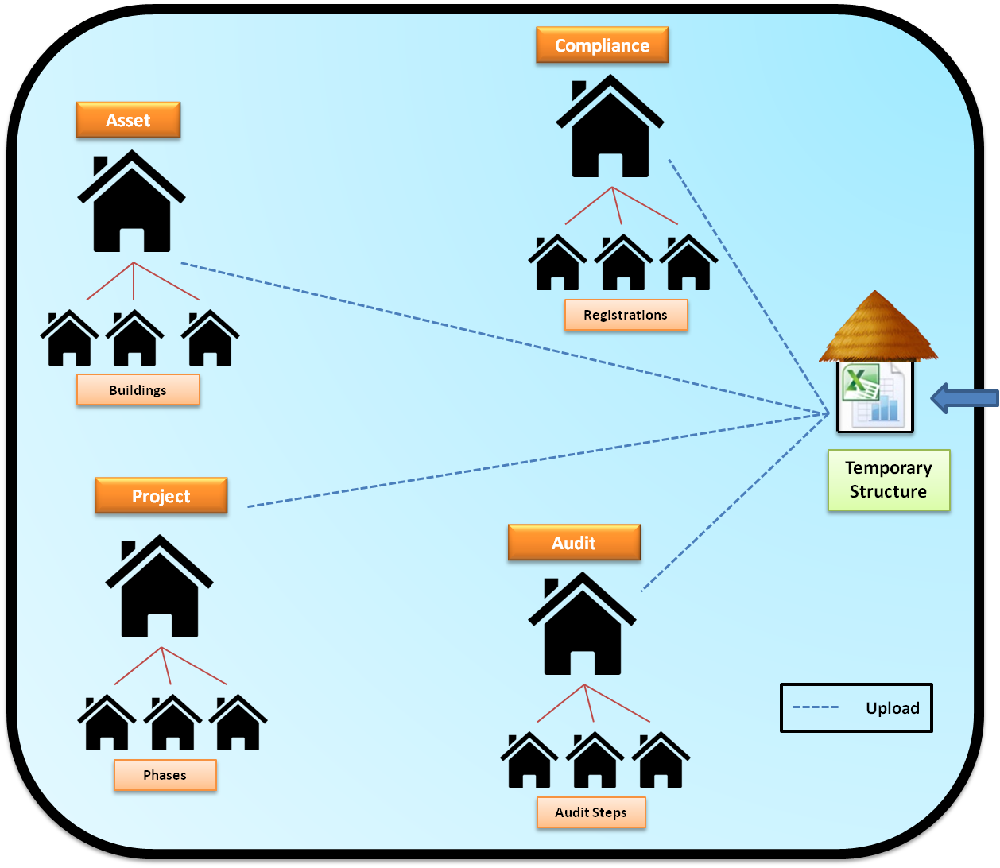 Compliance
Asset
Registrations
Buildings
Temporary
Structure
Project
Audit
Upload
Phases
Audit Steps